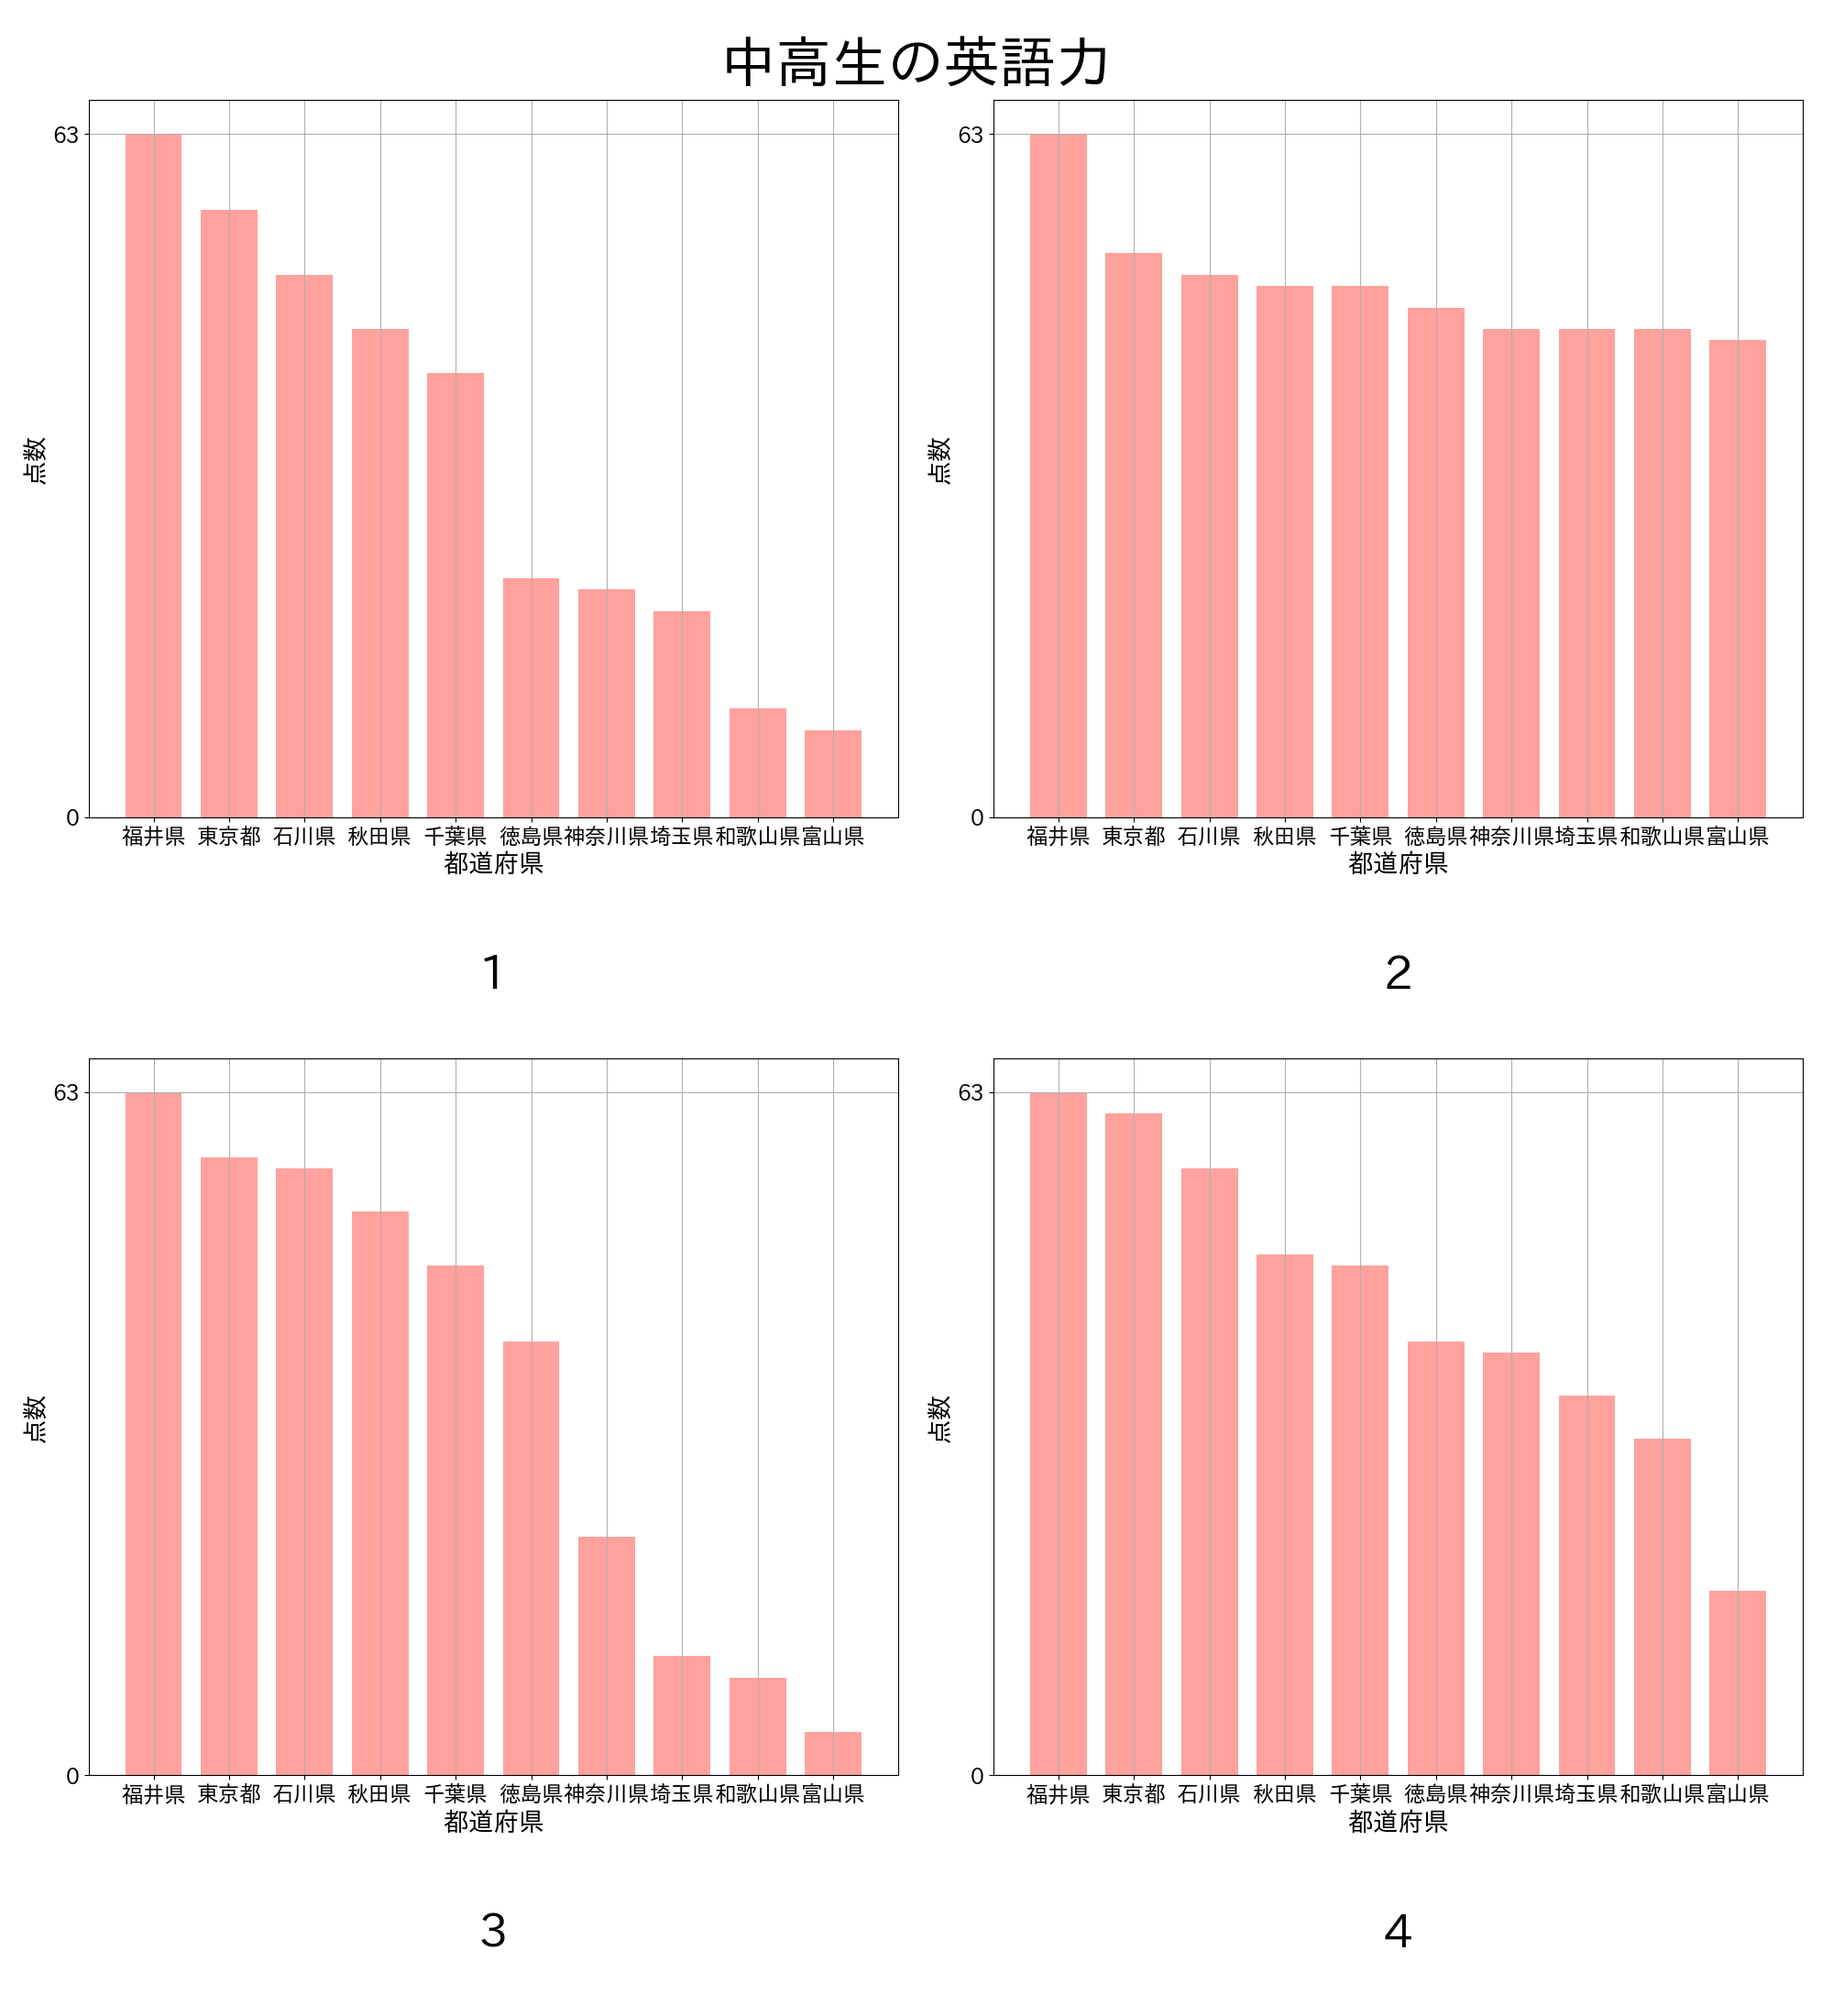 中高生の英語力
63
点数
0
福井県 東京都 石川県 秋田県 千葉県 徳島県 神奈川県 埼玉県 和歌山県 富山県
都道府県
1
63
点数
0
福井県 東京都 石川県 秋田県 千葉県 徳島県 神奈川県 埼玉県 和歌山県 富山県
都道府県
2
63
点数
0
福井県 東京都 石川県 秋田県 千葉県 徳島県 神奈川県 埼玉県 和歌山県 富山県
都道府県
3
63
点数
0
福井県 東京都 石川県 秋田県 千葉県 徳島県 神奈川県 埼玉県 和歌山県 富山県
都道府県
4